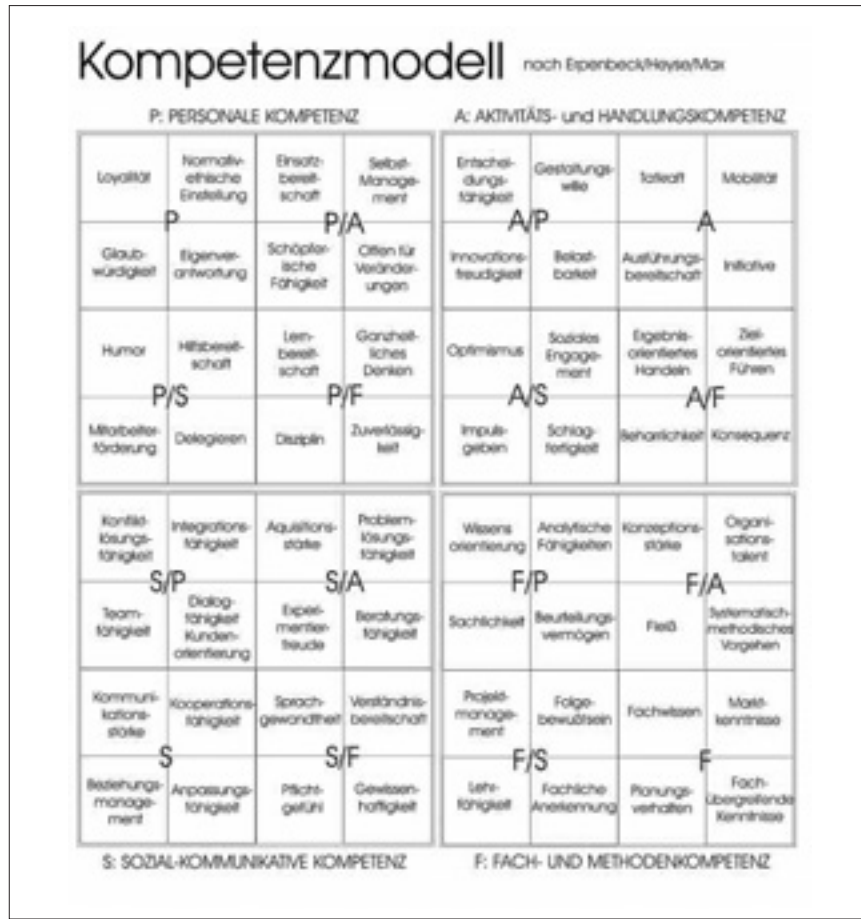 Kompetenzmodell nach Erpenbeck/Heyse/Max
P: PERSONALE KOMPETENZ
A: AKTIVITÄTS- und HANDLUNGSKOMPETENZ
Loyalität
Normativ-
ethische
Einstellung
Einsatz-
bereit-
schaft
Selbst-
Manage-
ment
P
P/A
Glaub-
würdigkeit
Eigenver-
antwortung
Schöpfer-
ische
Fähigkeit
Offen für
Veränder-
ungen
Humor
Hilfsbereit-
schaft
Lern-
bereit-
schaft
Ganzheit-
liches
Denken
P/S
P/F
Mitarbeiter-
förderung
Delegieren
Disziplin
Zuverlässig-
keit
Entschei-
dungs-
fähigkeit
Gestaltungs-
wille
Tatkraft
Mobilität
A/P
A
Innovations-
freudigkeit
Belast-
barkeit
Ausführungs-
bereitschaft
Initiative
Optimismus
Soziales
Engage-
ment
Ergebnis-
orientiertes
Handeln
Ziel-
orientiertes
Führen
A/S
A/F
Impuls-
geben
Schlag-
fertigkeit
Beharrlichkeit
Konsequenz
Konflikt-
lösungs-
fähigkeit
Integrations-
fähigkeit
Aquisitions-
stärke
Problem-
lösungs-
fähigkeit
S/P
S/A
Team-
fähigkeit
Dialog-
fähigkeit
Kunden-
orientierung
Experi-
mentier-
freude
Beratungs-
fähigkeit
Kommuni-
kations-
stärke
Kooperations-
fähigkeit
Sprach-
gewandtheit
Verständnis-
bereitschaft
S
S/F
Beziehungs-
manage-
ment
Anpassungs-
fähigkeit
Pflicht-
gefühl
Gewissen-
haftigkeit
Wissens
orientierung
Analytische
Fähigkeiten
Konzeptions-
stärke
Organi-
sations-
talent
F/P
F/A
Sachlichkeit
Beurteilungs-
vermögen
Fleiß
Systematisch-
methodisches
Vorgehen
Projekt-
manage-
ment
Folge-
bewußtsein
Fachwissen
Markt-
kenntnisse
F/S
F
Lehr-
fähigkeit
Fachliche
Anerkennung
Planungs-
verhalten
Fach-
übergreifende
Kenntnisse
S: SOZIAL-KOMMUNIKATIVE KOMPETENZ
F: FACH- UND METHODENKOMPETENZ